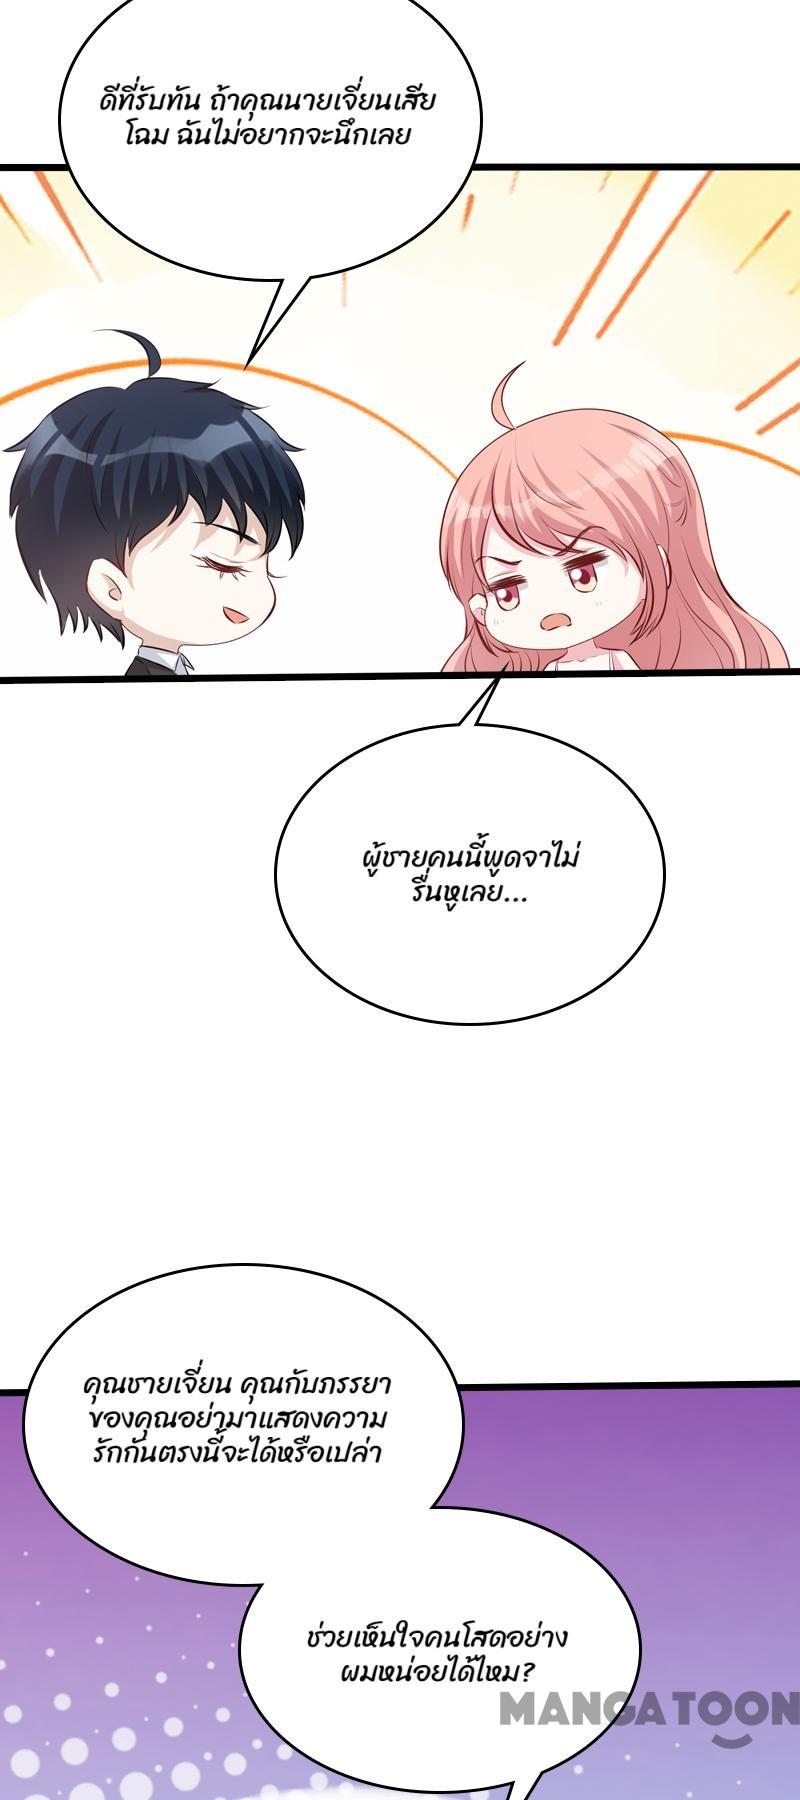 ดีที่รับทัน ถ้าคุณนายเจี่ยนเสีย
โฉม ฉันไม่อยากจะนึกเลย
ผู้ชายคนนี้พูดจาไม่
รื่นหูเลย...
คุณชายเจี่ยน คุณกับภรรยา
ของคุณอย่ามาแสดงความ
รักกันตรงนี้จะได้หรือเปล่า
ช่วยเห็นใจคนโสดอย่าง
ผมหน่อยได้ไหม?
MANGATOON